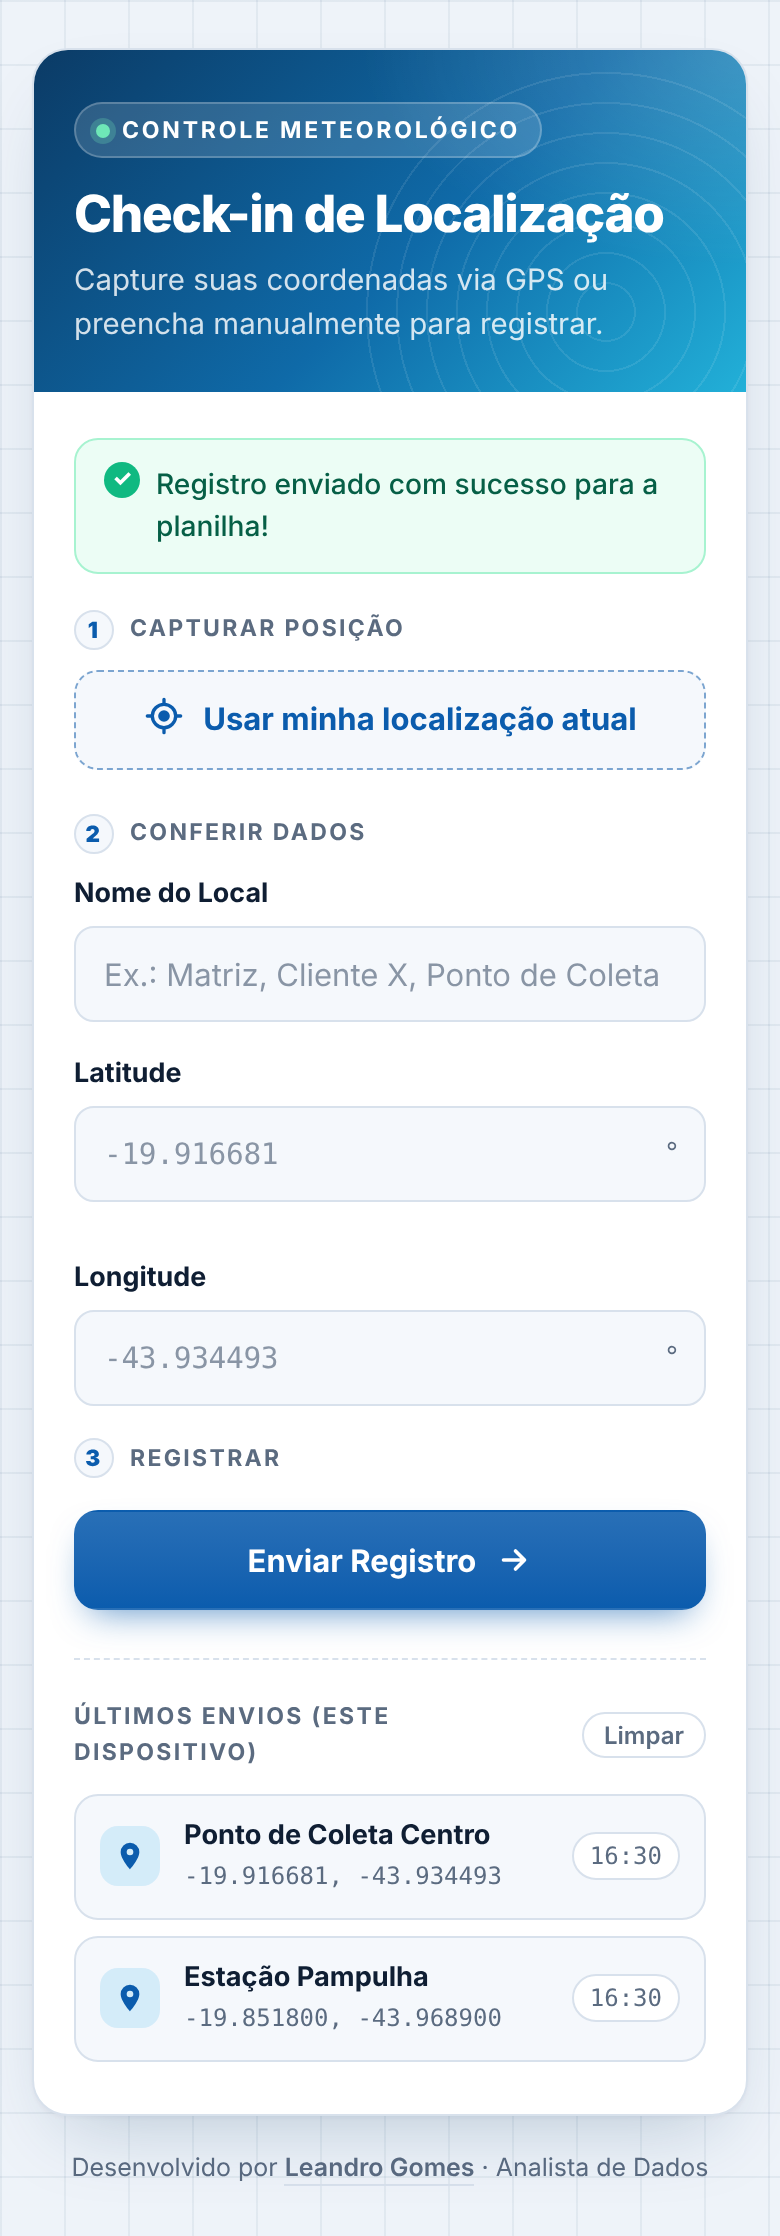 CONTROLE METEOROLÓGICO
Check-in de Localização
Capture suas coordenadas via GPS ou
preencha manualmente para registrar.
Registro enviado com sucesso para a
planilha!
1 CAPTURAR POSIÇÃO
Usar minha localização atual
2 CONFERIR DADOS
Nome do Local
Ex.: Matriz, Cliente X, Ponto de Coleta
Latitude
-19.916681 °
Longitude
-43.934493 °
3 REGISTRAR
Enviar Registro →
ÚLTIMOS ENVIOS (ESTE
DISPOSITIVO)
Limpar
Ponto de Coleta Centro
-19.916681, -43.934493
16:30
Estação Pampulha
-19.851800, -43.968900
16:30
Desenvolvido por Leandro Gomes · Analista de Dados